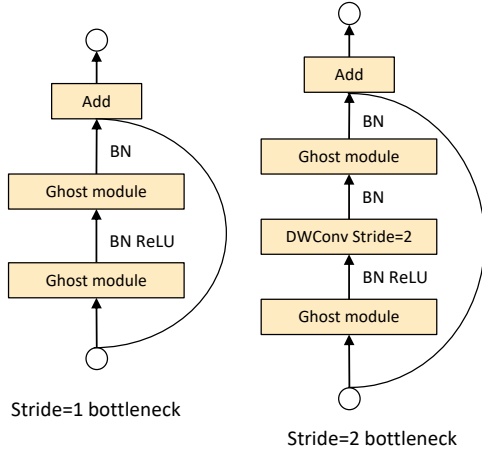 Add
BN
Ghost module
BN ReLU
Ghost module
Stride=1 bottleneck
Add
BN
Ghost module
BN
DWConv Stride=2
BN ReLU
Ghost module
Stride=2 bottleneck